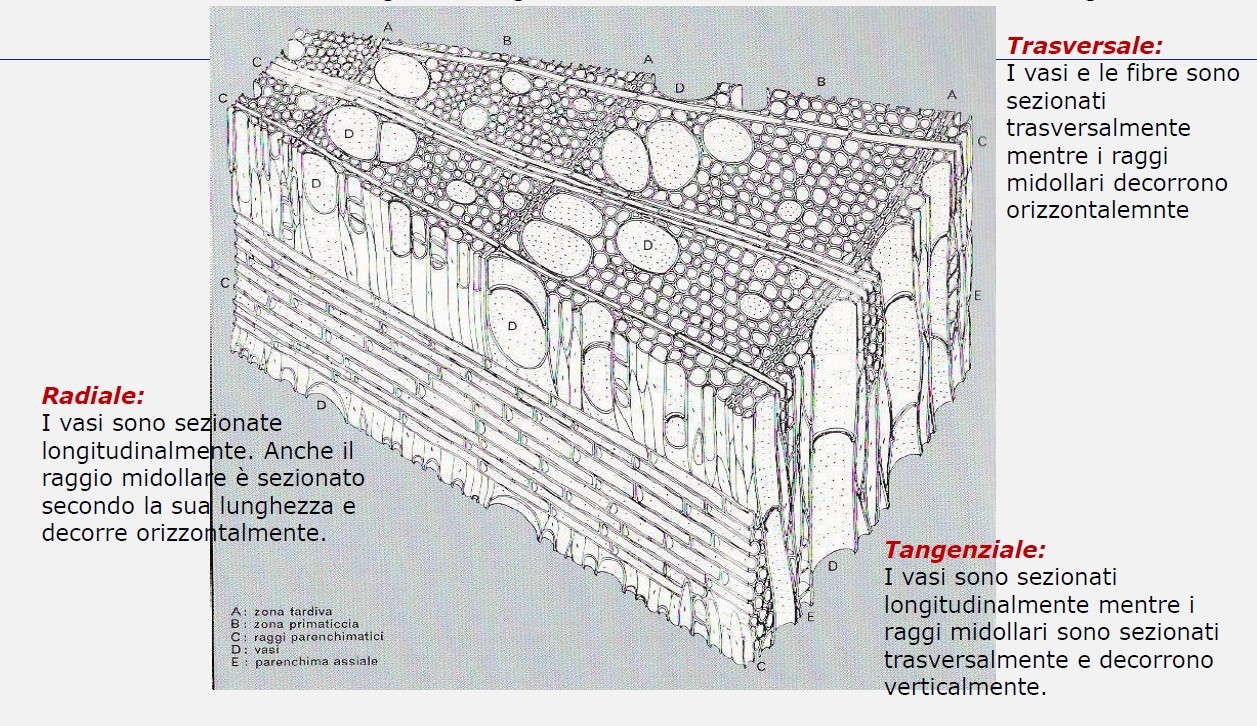 A
B
A
D
B
A
C
C
C
D
D
D
E
C
D
D
D
E
C
Trasversale:
I vasi e le fibre sono
sezionati
trasversalmente
mentre i raggi
midollari decorrono
orizzontalemnte
Radiale:
I vasi sono sezionate
longitudinalmente. Anche il
raggio midollare è sezionato
secondo la sua lunghezza e
decorre orizzontalmente.
Tangenziale:
I vasi sono sezionati
longitudinalmente mentre i
raggi midollari sono sezionati
trasversalmente e decorrono
verticalmente.
A: zona tardiva
B: zona primaticcia
C: raggi parenchimatici
D: vasi
E: parenchima assiale